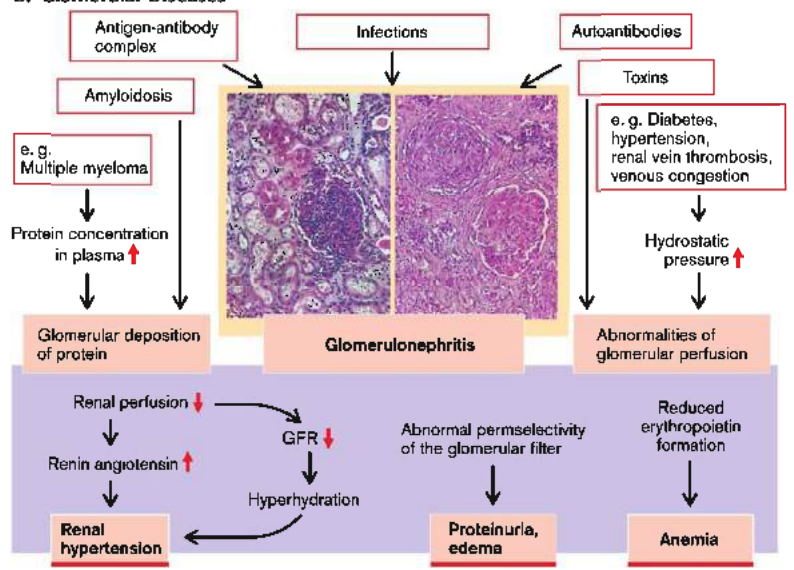 Antigen-antibody
complex
Infections
Autoantibodies
Amyloidosis
Toxins
e. g.
Multiple myeloma
e. g. Diabetes,
hypertension,
renal vein thrombosis,
venous congestion
Protein concentration
in plasma
Hydrostatic
pressure
Glomerular deposition
of protein
Glomerulonephritis
Abnormalities of
glomerular perfusion
Renal perfusion
GFR
Renin angiotensin
Hyperhydration
Renal
hypertension
Abnormal permselectivity
of the glomerular filter
Proteinuria,
edema
Reduced
erythropoietin
formation
Anemia